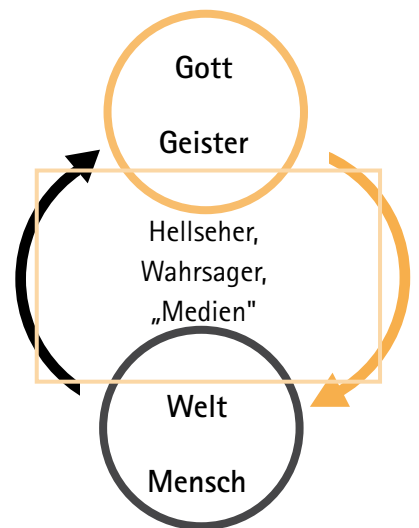 Gott
Geister
Hellseher,
Wahrsager,
„Medien"
Welt
Mensch